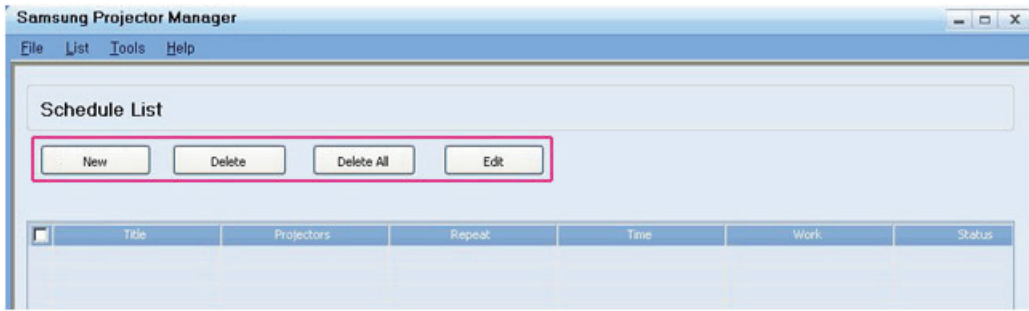 Samsung Projector Manager
File List Tools Help
Schedule List
New Delete Delete All Edit
Title Projectors Repeat Time Work Status